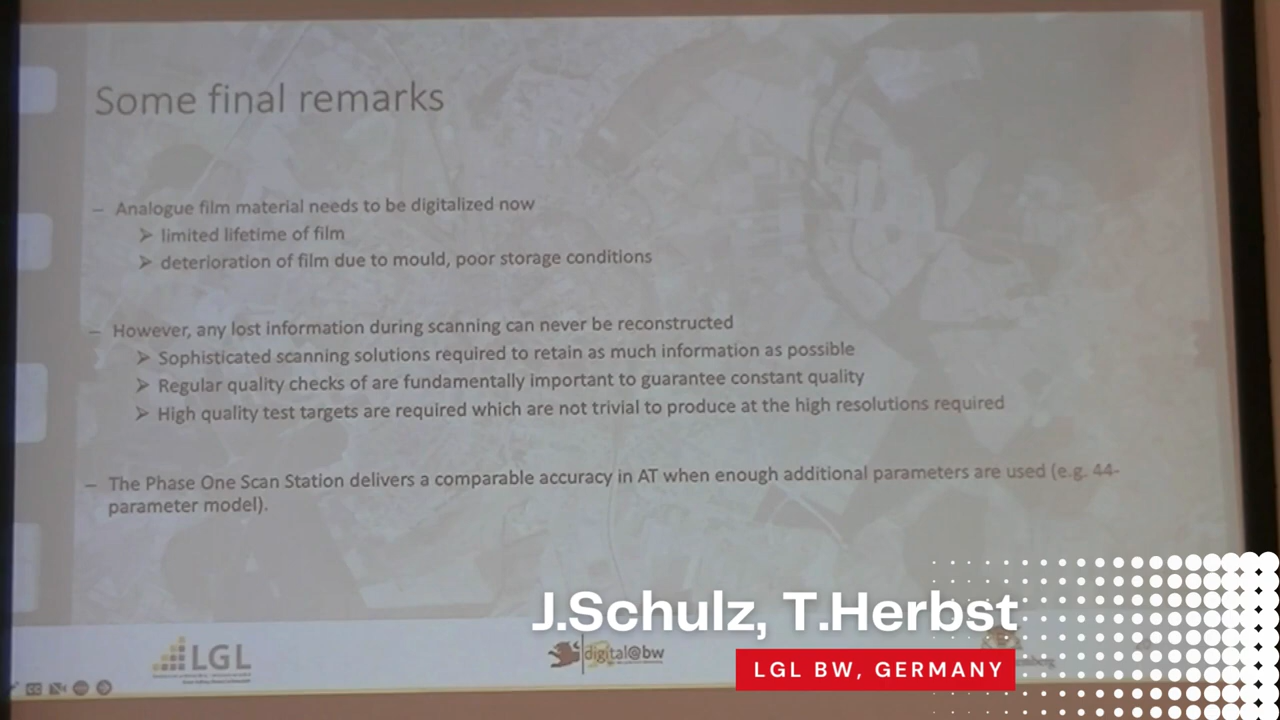 Some final remarks
– Analogue film material needs to be digitalized now
➢ limited lifetime of film
➢ deterioration of film due to mould, poor storage conditions
– However, any lost information during scanning can never be reconstructed
➢ Sophisticated scanning solutions required to retain as much information as possible
➢ Regular quality checks of are fundamentally important to guarantee constant quality
➢ High quality test targets are required which are not trivial to produce at the high resolutions required
– The Phase One Scan Station delivers a comparable accuracy in AT when enough additional parameters are used (e.g. 44-
parameter model).
J.Schulz, T.Herbst
LGL BW, GERMANY
LGL
digital@bw